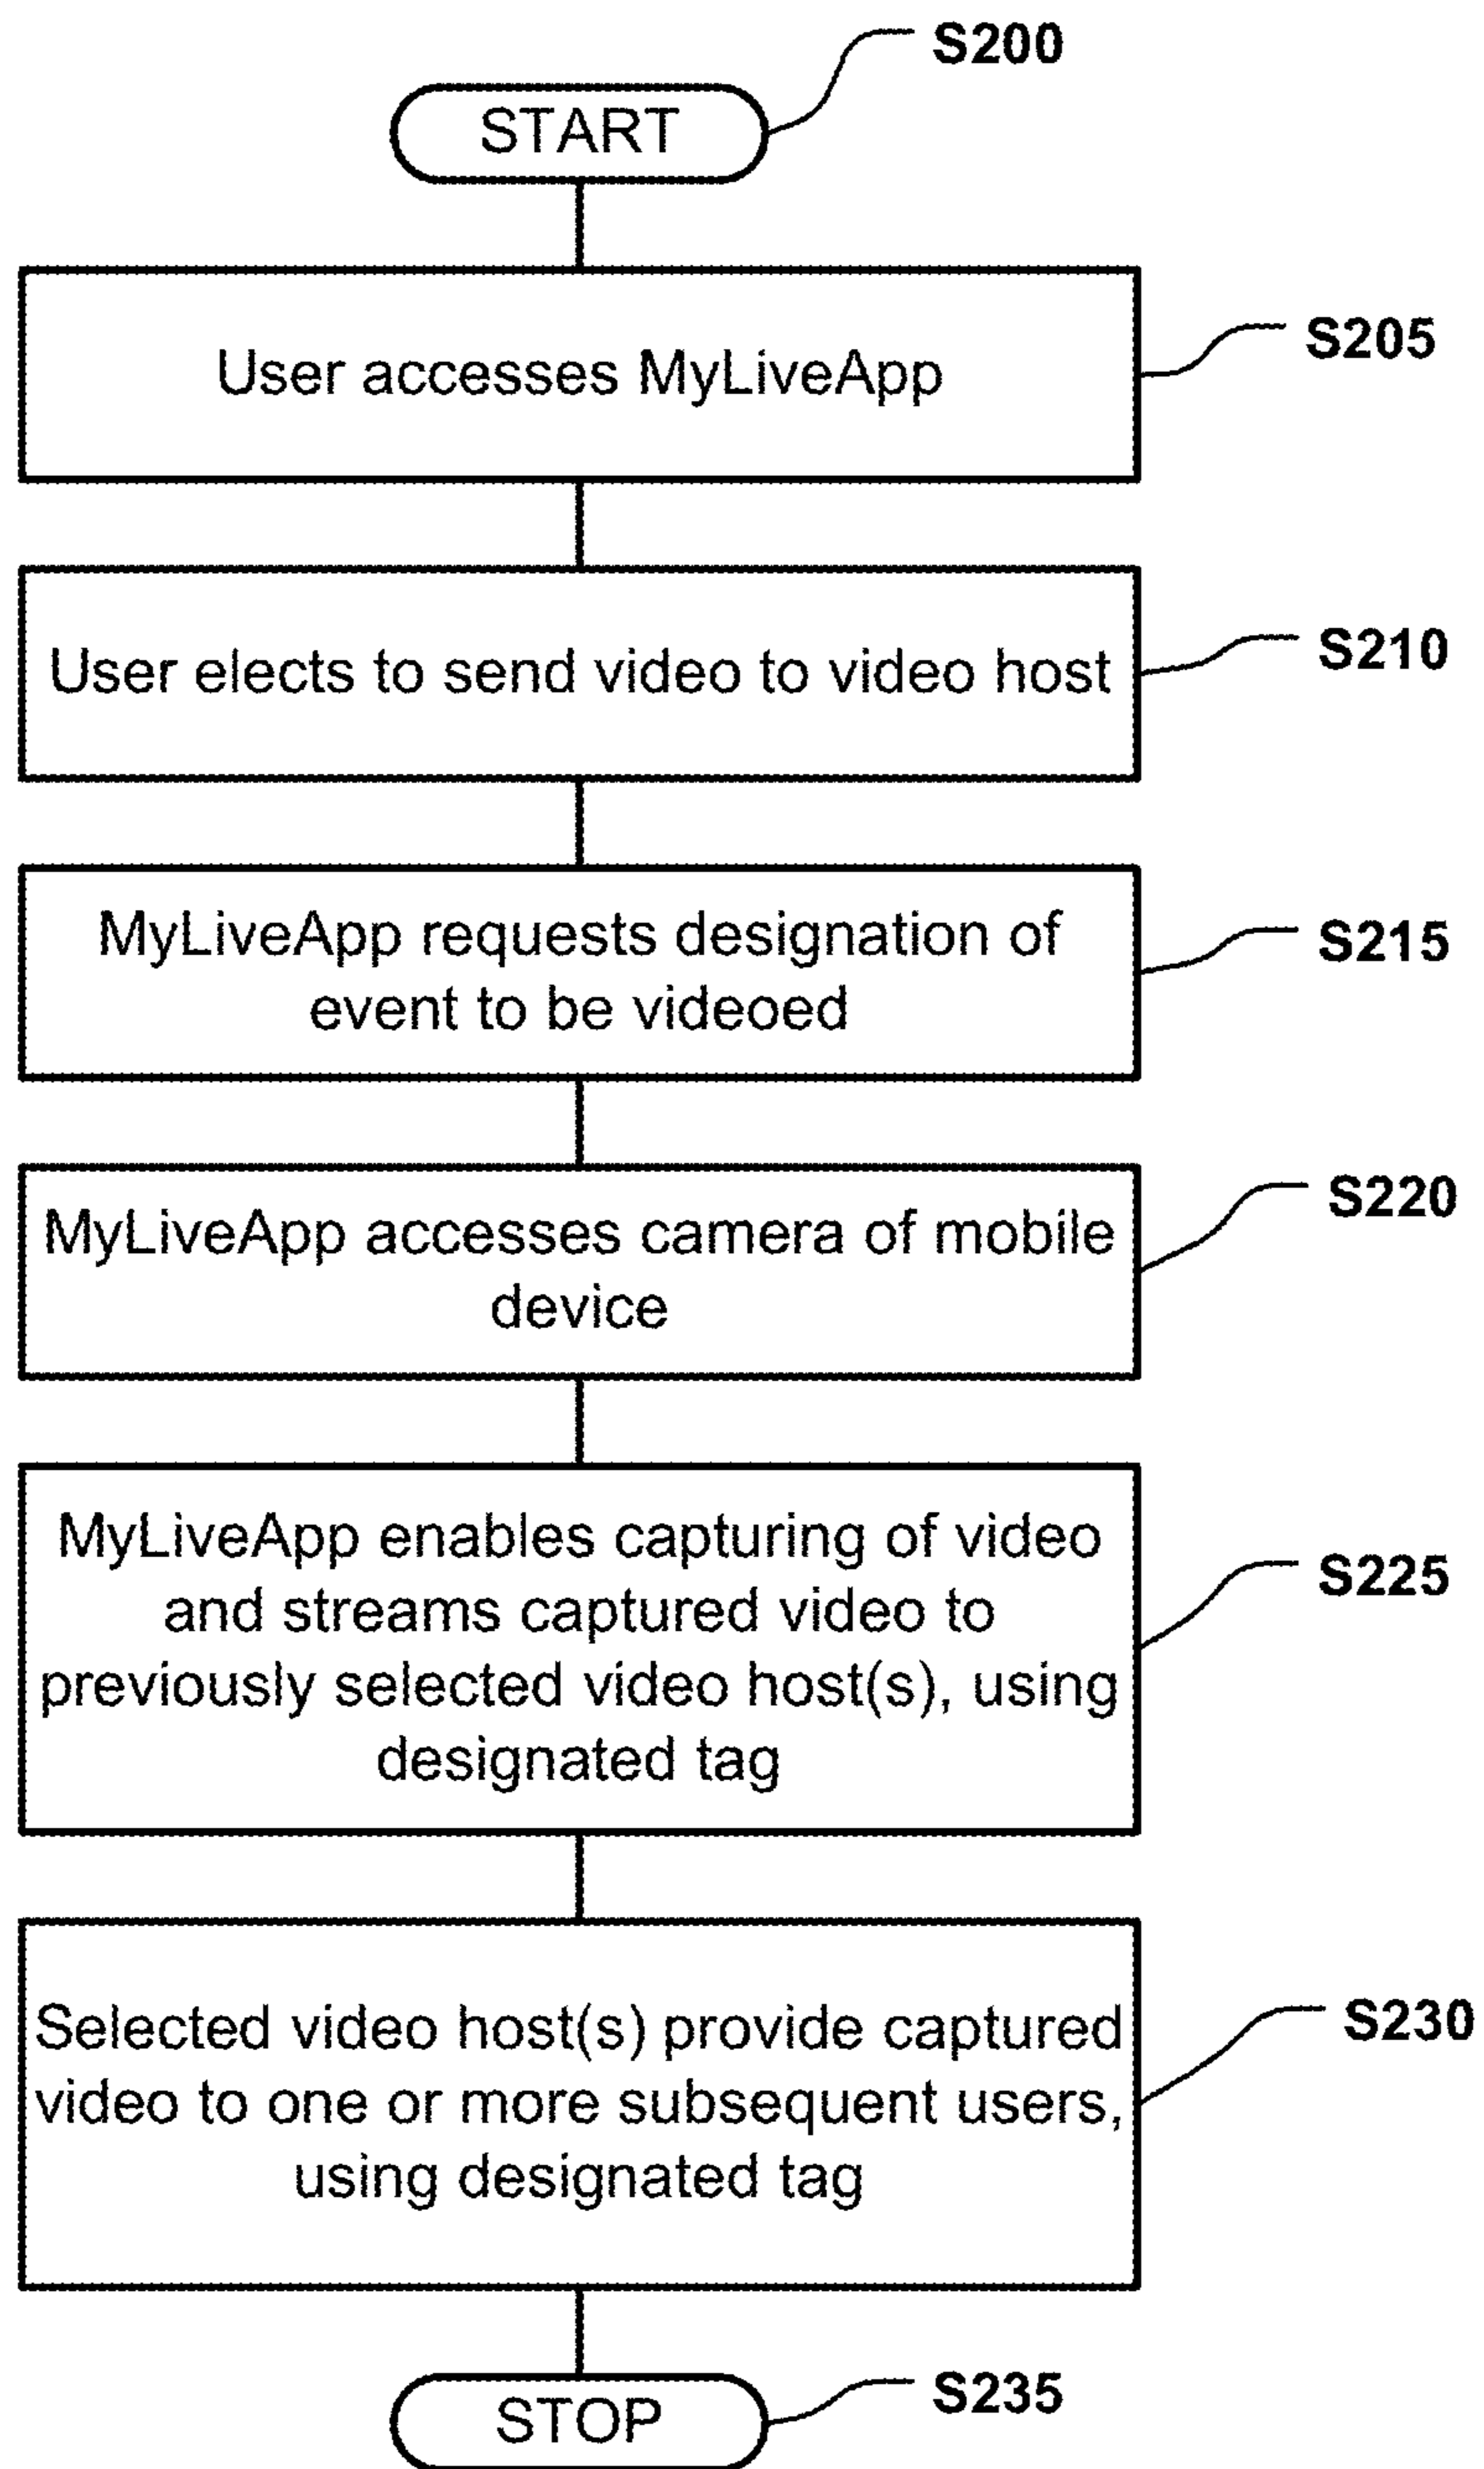 S200
START
User accesses MyLiveApp
S205
User elects to send video to video host
S210
MyLiveApp requests designation of
event to be videoed
S215
MyLiveApp accesses camera of mobile
device
S220
MyLiveApp enables capturing of video
and streams captured video to
previously selected video host(s), using
designated tag
S225
Selected video host(s) provide captured
video to one or more subsequent users,
using designated tag
S230
STOP
S235